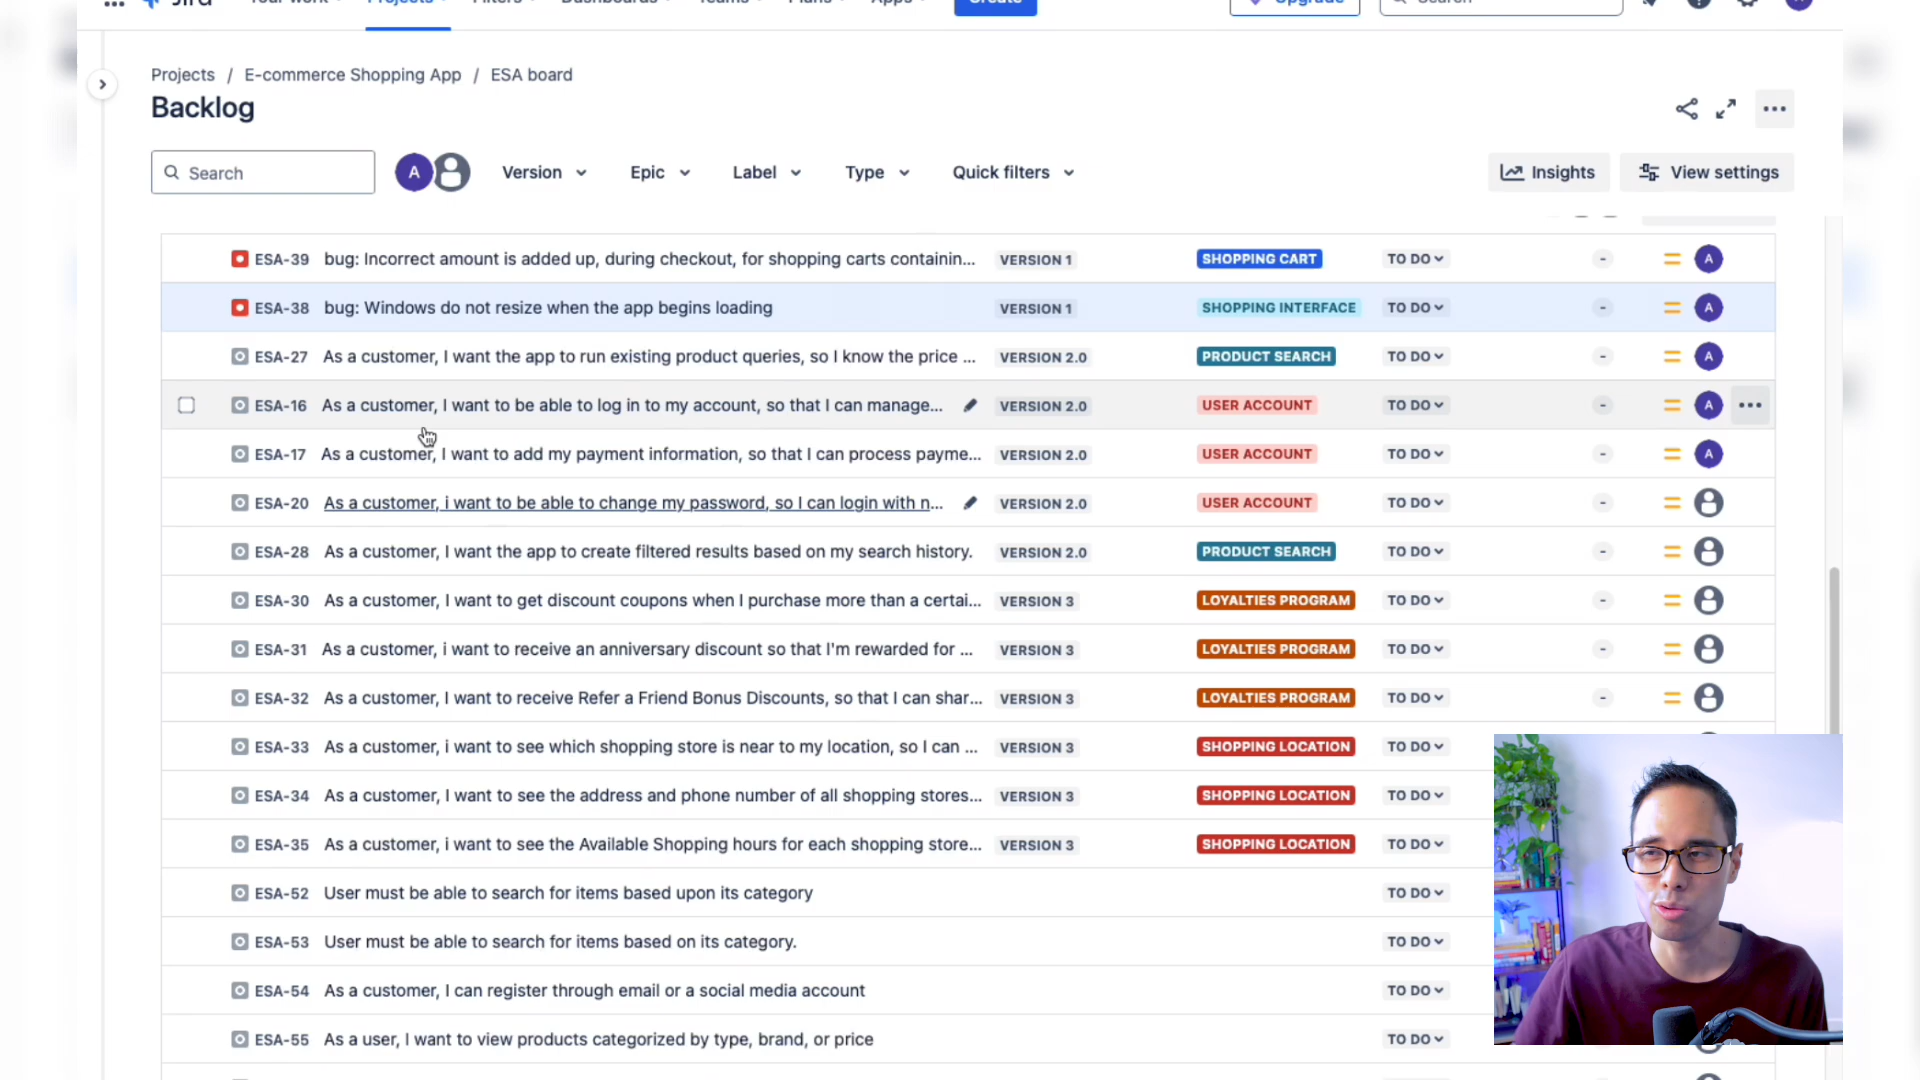 Jira Your work Projects Filters Dashboards Teams Plans Apps Create Upgrade Search
Projects / E-commerce Shopping App / ESA board
Backlog
Search A Version Epic Label Type Quick filters Insights View settings
ESA-39 bug: Incorrect amount is added up, during checkout, for shopping carts containin... VERSION 1 SHOPPING CART TO DO - A
ESA-38 bug: Windows do not resize when the app begins loading VERSION 1 SHOPPING INTERFACE TO DO - A
ESA-27 As a customer, I want the app to run existing product queries, so I know the price ... VERSION 2.0 PRODUCT SEARCH TO DO - A
ESA-16 As a customer, I want to be able to log in to my account, so that I can manage... VERSION 2.0 USER ACCOUNT TO DO - A
ESA-17 As a customer, I want to add my payment information, so that I can process payme... VERSION 2.0 USER ACCOUNT TO DO - A
ESA-20 As a customer, i want to be able to change my password, so I can login with n... VERSION 2.0 USER ACCOUNT TO DO -
ESA-28 As a customer, I want the app to create filtered results based on my search history. VERSION 2.0 PRODUCT SEARCH TO DO -
ESA-30 As a customer, I want to get discount coupons when I purchase more than a certai... VERSION 3 LOYALTIES PROGRAM TO DO -
ESA-31 As a customer, i want to receive an anniversary discount so that I'm rewarded for ... VERSION 3 LOYALTIES PROGRAM TO DO -
ESA-32 As a customer, I want to receive Refer a Friend Bonus Discounts, so that I can shar... VERSION 3 LOYALTIES PROGRAM TO DO -
ESA-33 As a customer, i want to see which shopping store is near to my location, so I can ... VERSION 3 SHOPPING LOCATION TO DO
ESA-34 As a customer, I want to see the address and phone number of all shopping stores... VERSION 3 SHOPPING LOCATION TO DO
ESA-35 As a customer, i want to see the Available Shopping hours for each shopping store... VERSION 3 SHOPPING LOCATION TO DO
ESA-52 User must be able to search for items based upon its category TO DO
ESA-53 User must be able to search for items based on its category. TO DO
ESA-54 As a customer, I can register through email or a social media account TO DO
ESA-55 As a user, I want to view products categorized by type, brand, or price TO DO